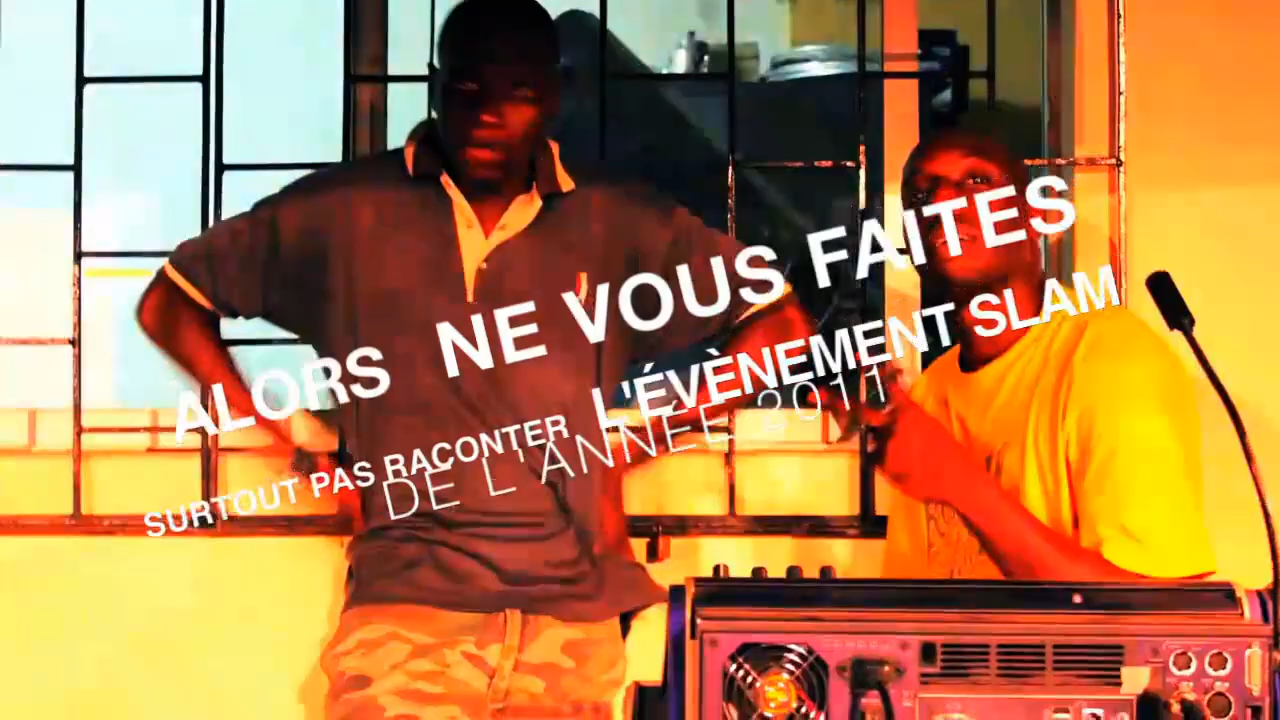 ALORS NE VOUS FAITES
SURTOUT PAS RACONTER L'ÉVÈNEMENT SLAM
DE L'ANNÉE 2011